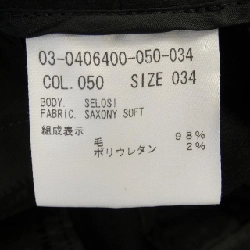 03-0406400-050-034
COL. 050 SIZE 034
BODY. SELOSI
FABRIC. SAXONY SOFT
組成表示
毛 98%
ポリウレタン 2%